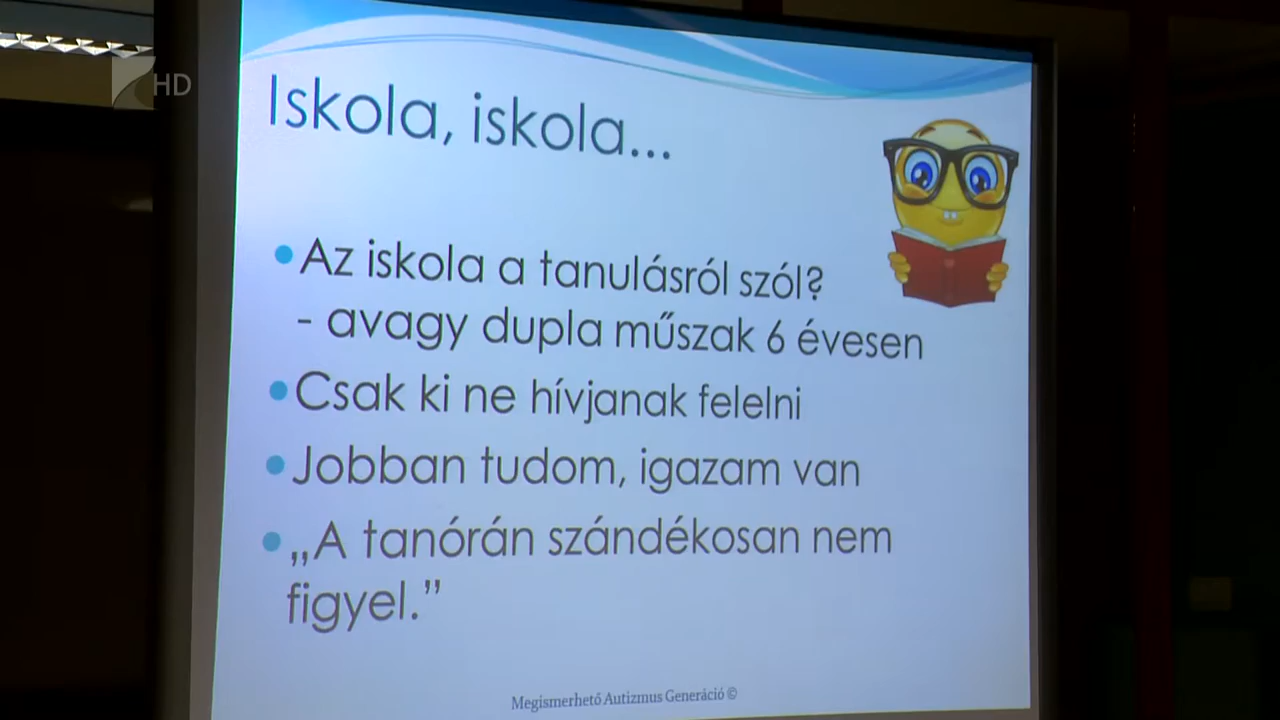 HD
Iskola, iskola...
Az iskola a tanulásról szól?
- avagy dupla műszak 6 évesen
Csak ki ne hívjanak felelni
Jobban tudom, igazam van
„A tanórán szándékosan nem
figyel.”
Megismerhető Autizmus Generáció ©